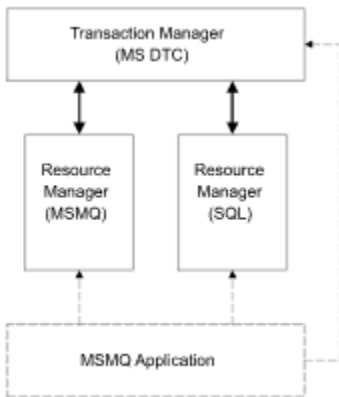 Transaction Manager
(MS DTC)
Resource
Manager
(MSMQ)
Resource
Manager
(SQL)
MSMQ Application